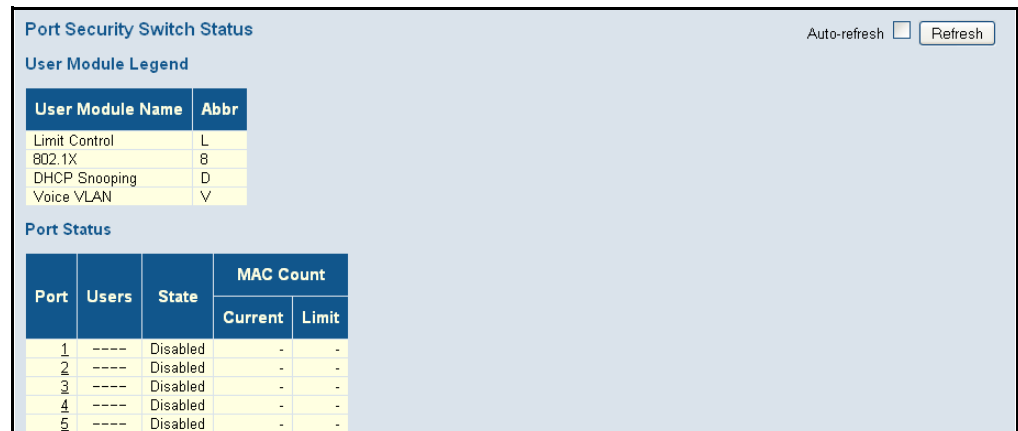 Port Security Switch Status
Auto-refresh Refresh
User Module Legend
User Module Name Abbr
Limit Control L
802.1X 8
DHCP Snooping D
Voice VLAN V
Port Status
Port Users State MAC Count
Current Limit
1 ---- Disabled - -
2 ---- Disabled - -
3 ---- Disabled - -
4 ---- Disabled - -
5 ---- Disabled - -